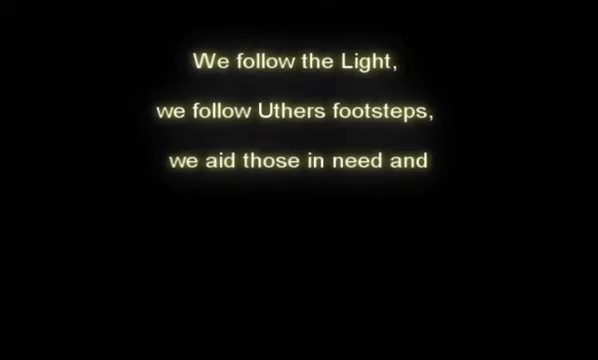 We follow the Light,
we follow Uthers footsteps,
we aid those in need and